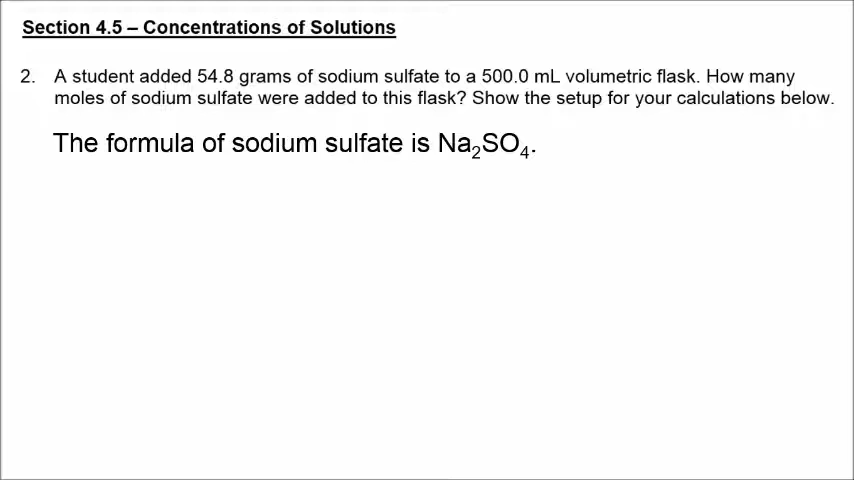 Section 4.5 – Concentrations of Solutions
2. A student added 54.8 grams of sodium sulfate to a 500.0 mL volumetric flask. How many
moles of sodium sulfate were added to this flask? Show the setup for your calculations below.
The formula of sodium sulfate is Na₂SO₄.